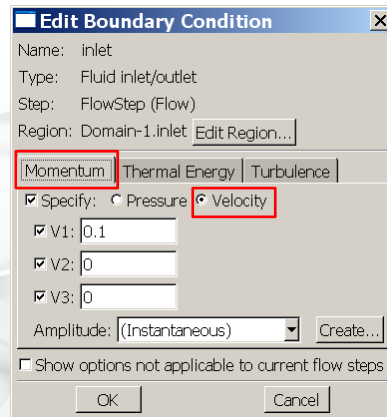 Edit Boundary Condition
Name: inlet
Type: Fluid inlet/outlet
Step: FlowStep (Flow)
Region: Domain-1.inlet Edit Region...
Momentum Thermal Energy Turbulence
Specify: Pressure Velocity
V1: 0.1
V2: 0
V3: 0
Amplitude: (Instantaneous) Create...
Show options not applicable to current flow steps
OK Cancel